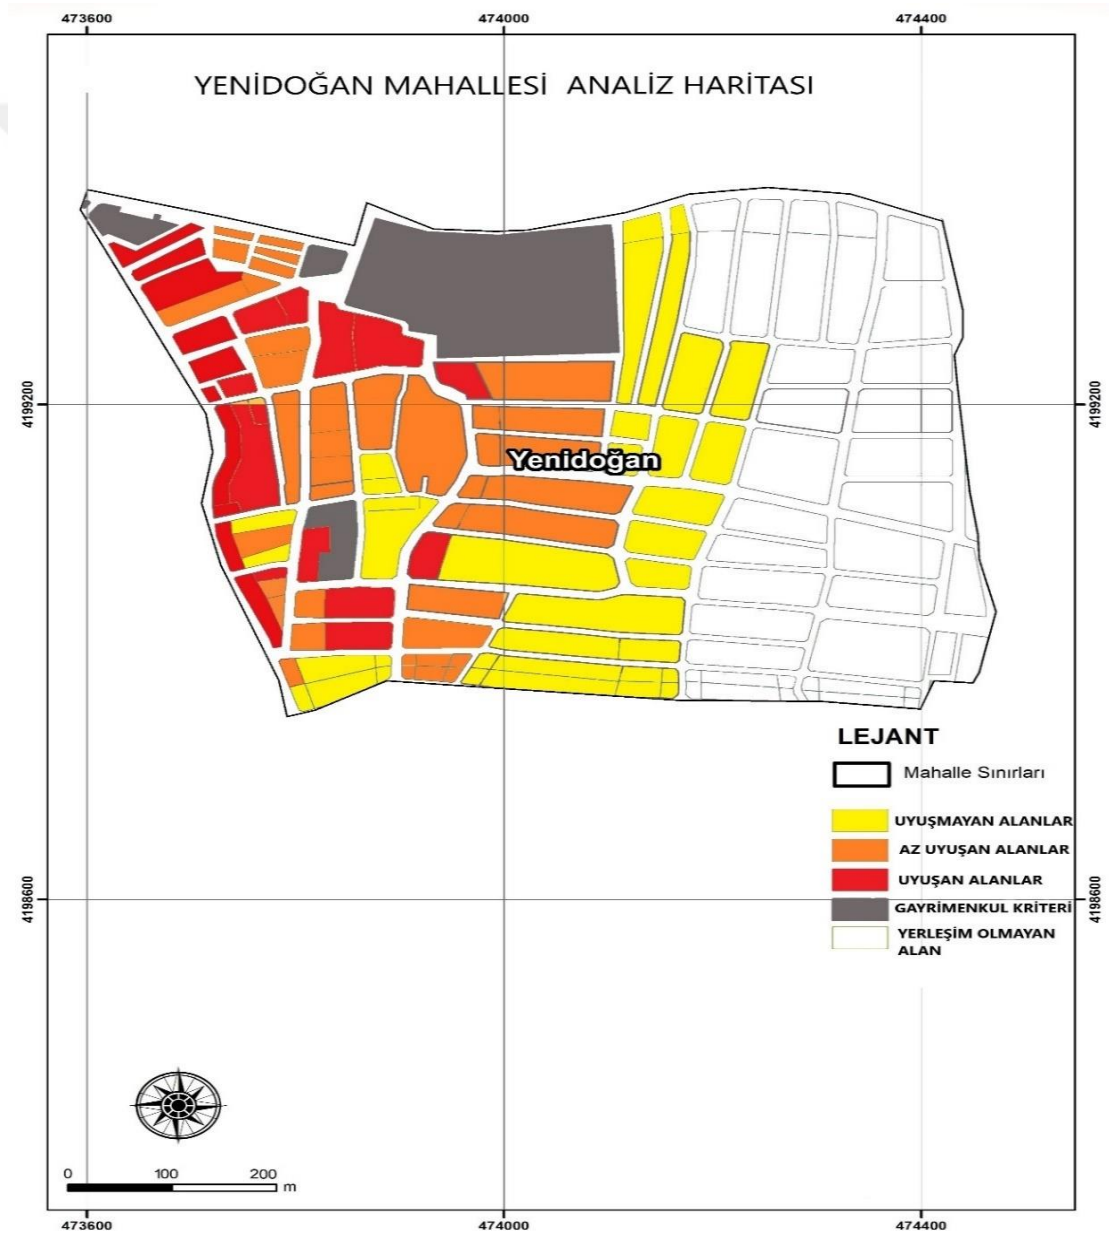 473600 474000 474400
YENİDOĞAN MAHALLESİ ANALİZ HARİTASI
4199200 4199200
Yenidoğan
LEJANT
Mahalle Sınırları
UYUŞMAYAN ALANLAR
AZ UYUŞAN ALANLAR
UYUŞAN ALANLAR
4198600 4198600
GAYRİMENKUL KRİTERİ
YERLEŞİM OLMAYAN
ALAN
0 100 200
m
473600 474000 474400